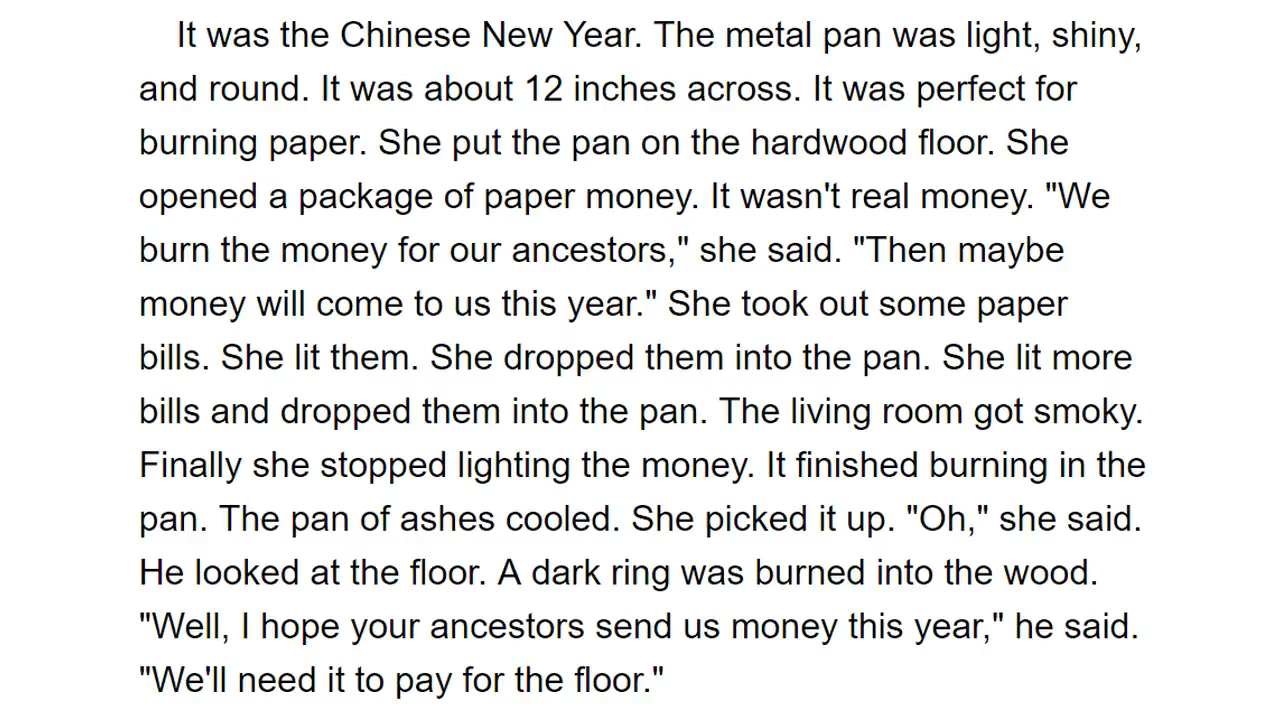 It was the Chinese New Year. The metal pan was light, shiny,
and round. It was about 12 inches across. It was perfect for
burning paper. She put the pan on the hardwood floor. She
opened a package of paper money. It wasn't real money. "We
burn the money for our ancestors," she said. "Then maybe
money will come to us this year." She took out some paper
bills. She lit them. She dropped them into the pan. She lit more
bills and dropped them into the pan. The living room got smoky.
Finally she stopped lighting the money. It finished burning in the
pan. The pan of ashes cooled. She picked it up. "Oh," she said.
He looked at the floor. A dark ring was burned into the wood.
"Well, I hope your ancestors send us money this year," he said.
"We'll need it to pay for the floor."